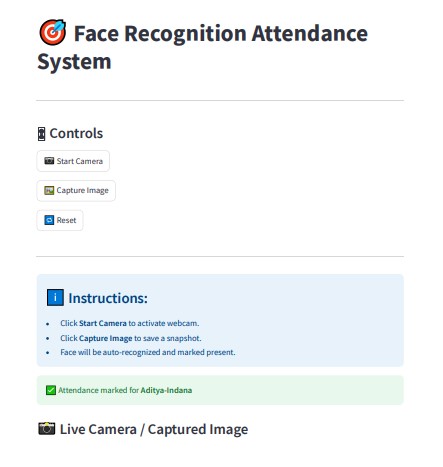 🎯 Face Recognition Attendance
System
🎛 Controls
📷 Start Camera
🖼 Capture Image
🔄 Reset
ℹ Instructions:
• Click Start Camera to activate webcam.
• Click Capture Image to save a snapshot.
• Face will be auto-recognized and marked present.
✅ Attendance marked for Aditya-Indana
📸 Live Camera / Captured Image